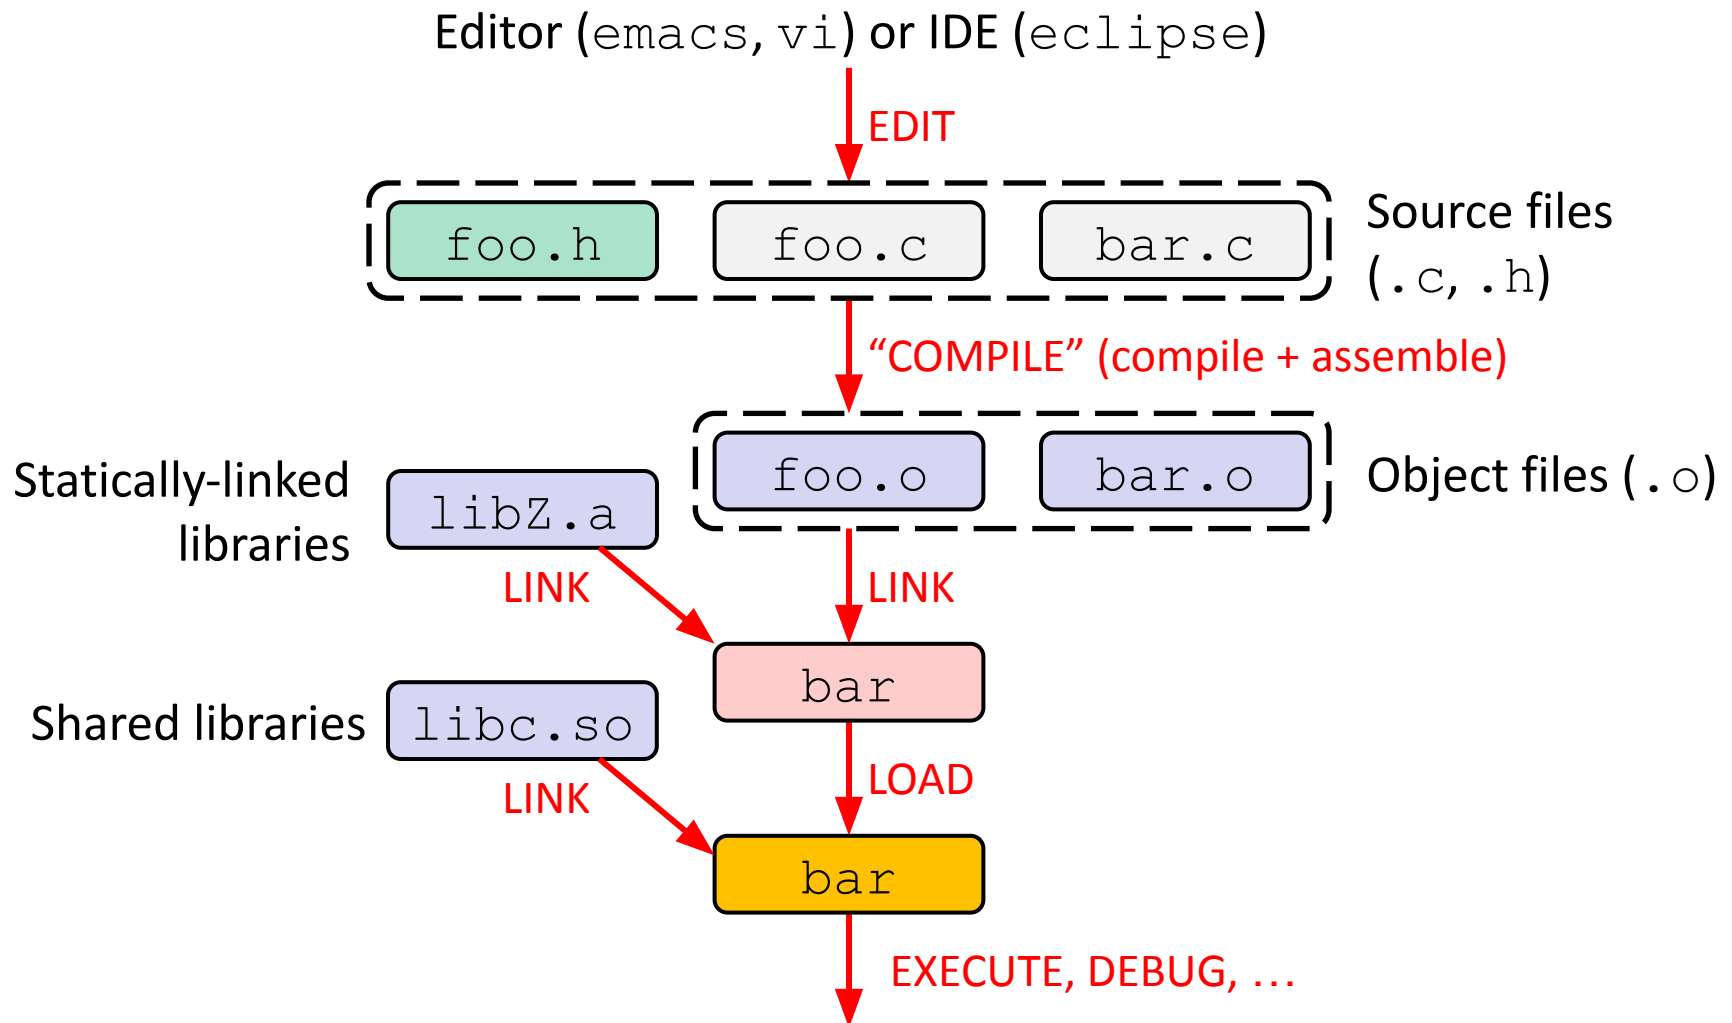 Editor (emacs, vi) or IDE (eclipse)
EDIT
foo.h
foo.c
bar.c
Source files
(.c, .h)
“COMPILE” (compile + assemble)
Statically-linked
libraries
libZ.a
foo.o
bar.o
Object files (.o)
LINK
LINK
bar
Shared libraries
libc.so
LINK
LOAD
bar
EXECUTE, DEBUG, …